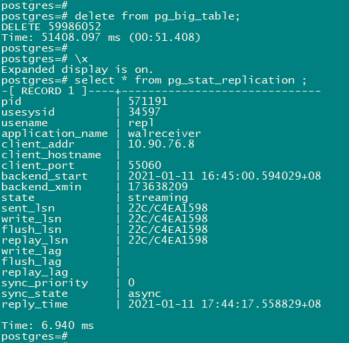 postgres=#
postgres=# delete from pg_big_table;
DELETE 59986052
Time: 51408.097 ms (00:51.408)
postgres=#
postgres=# \x
Expanded display is on.
postgres=# select * from pg_stat_replication ;
-[ RECORD 1 ]----+------------------------------
pid              | 571191
usesysid         | 34597
usename          | repl
application_name | walreceiver
client_addr      | 10.90.76.8
client_hostname  |
client_port      | 55060
backend_start    | 2021-01-11 16:45:00.594029+08
backend_xmin     | 173638209
state            | streaming
sent_lsn         | 22C/C4EA1598
write_lsn        | 22C/C4EA1598
flush_lsn        | 22C/C4EA1598
replay_lsn       | 22C/C4EA1598
write_lag        |
flush_lag        |
replay_lag       |
sync_priority    | 0
sync_state       | async
reply_time       | 2021-01-11 17:44:17.558829+08
Time: 6.940 ms
postgres=#